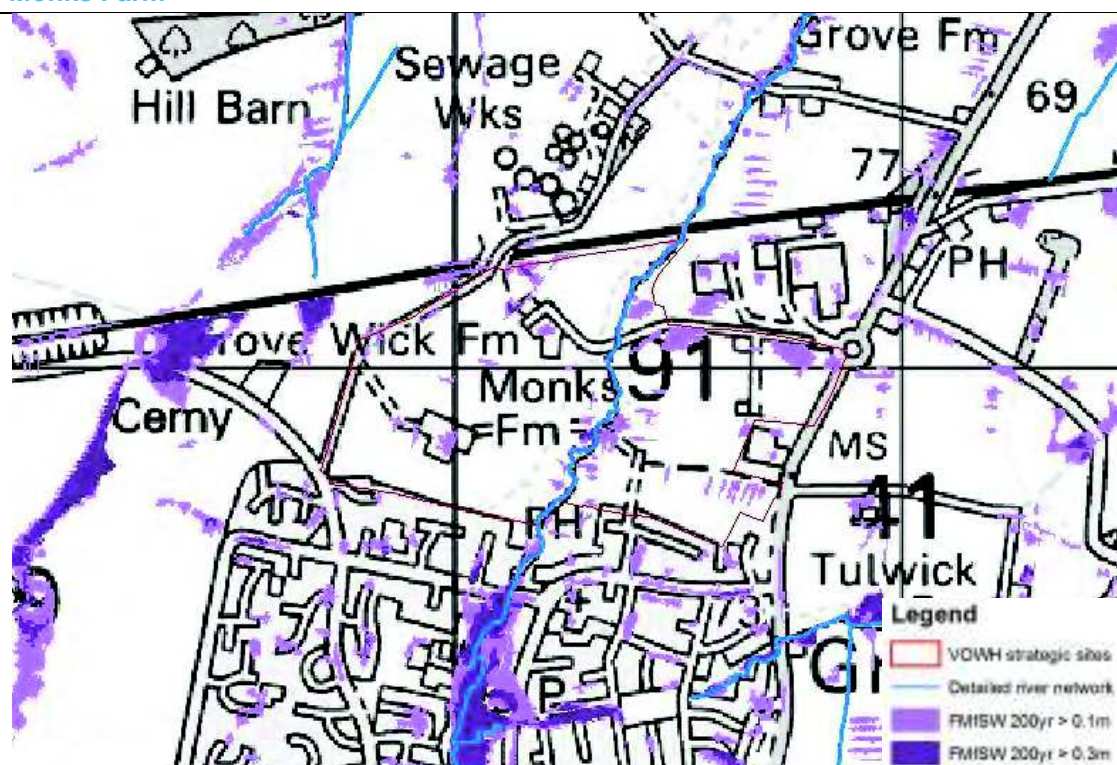 Grove Fm
Sewage
Wks
Hill Barn
69
77
PH
rove Wick Fm
91
Monks
Fm
Cerny
MS
41
PH
Tulwick
P
Legend
VOWH strategic sites
Detailed river network
FMfSW 200yr > 0.1m
FMfSW 200yr > 0.3m